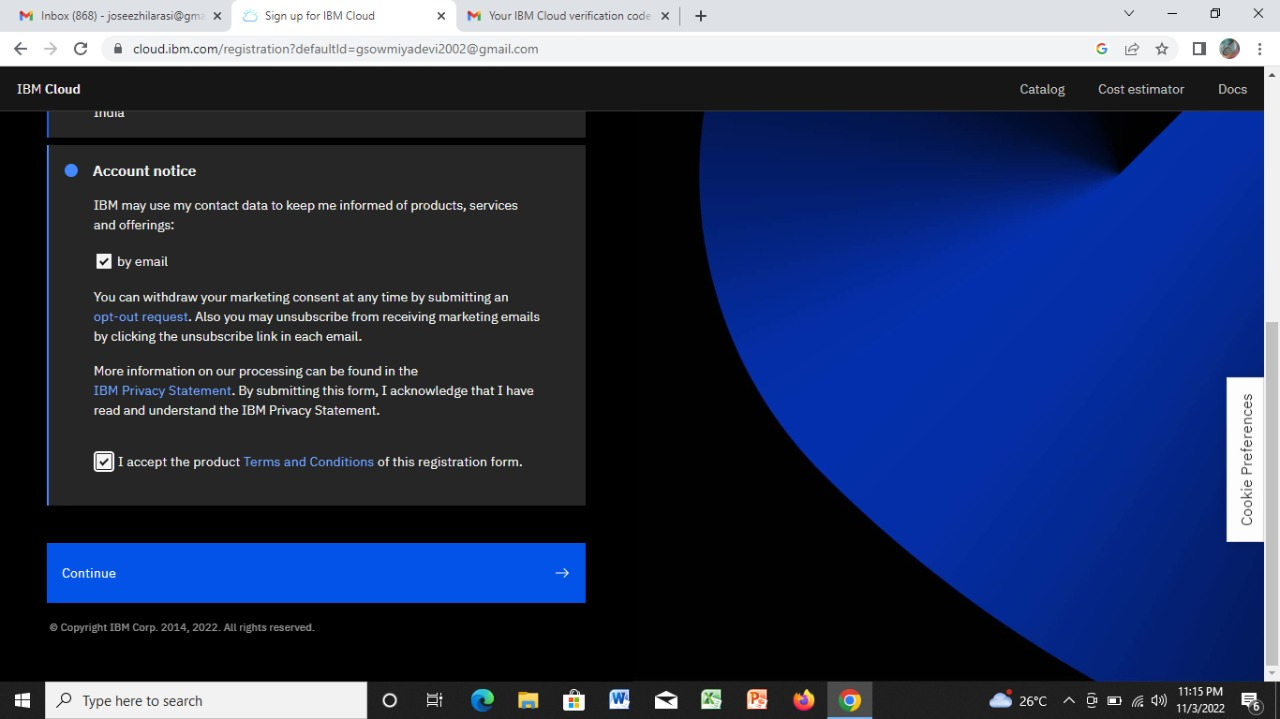 Inbox (868) - joseezhilarasi@gma
Sign up for IBM Cloud
Your IBM Cloud verification code
cloud.ibm.com/registration?defaultId=gsowmiyadevi2002@gmail.com
IBM Cloud
Catalog
Cost estimator
Docs
India
Account notice
IBM may use my contact data to keep me informed of products, services
and offerings:
by email
You can withdraw your marketing consent at any time by submitting an
opt-out request. Also you may unsubscribe from receiving marketing emails
by clicking the unsubscribe link in each email.
More information on our processing can be found in the
IBM Privacy Statement. By submitting this form, I acknowledge that I have
read and understand the IBM Privacy Statement.
I accept the product Terms and Conditions of this registration form.
Cookie Preferences
Continue
© Copyright IBM Corp. 2014, 2022. All rights reserved.
Type here to search
26°C
11:15 PM
11/3/2022
6